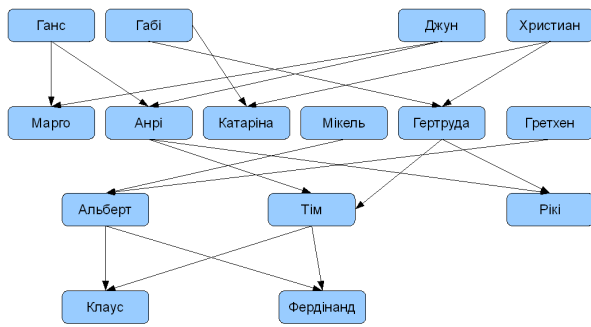 Ганс
Габі
Джун
Христиан
Марго
Анрі
Катаріна
Мікель
Гертруда
Гретхен
Альберт
Тім
Рікі
Клаус
Фердінанд